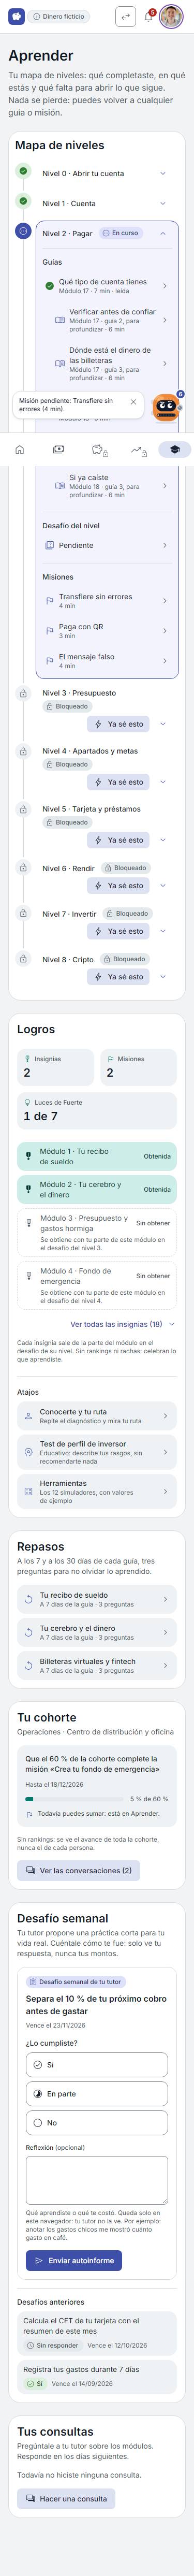 Dinero ficticio
5
Aprender
Tu mapa de niveles: qué completaste, en qué
estás y qué falta para abrir lo que sigue.
Nada se pierde: puedes volver a cualquier
guía o misión.
Mapa de niveles
Nivel 0 · Abrir tu cuenta
Nivel 1 · Cuenta
Nivel 2 · Pagar
En curso
Guías
Qué tipo de cuenta tienes
Módulo 17 · 7 min · leída
Verificar antes de confiar
Módulo 17 · guía 2, para
profundizar · 6 min
Dónde está el dinero de
las billeteras
Módulo 17 · guía 3, para
profundizar · 6 min
Misión pendiente: Transfiere sin
errores (4 min).
6
Si ya caíste
Módulo 18 · guía 3, para
profundizar · 6 min
Desafío del nivel
Pendiente
Misiones
Transfiere sin errores
4 min
Paga con QR
3 min
El mensaje falso
4 min
Nivel 3 · Presupuesto
Bloqueado
Ya sé esto
Nivel 4 · Apartados y metas
Bloqueado
Ya sé esto
Nivel 5 · Tarjeta y préstamos
Bloqueado
Ya sé esto
Nivel 6 · Rendir
Bloqueado
Ya sé esto
Nivel 7 · Invertir
Bloqueado
Ya sé esto
Nivel 8 · Cripto
Bloqueado
Ya sé esto
Logros
Insignias
2
Misiones
2
Luces de Fuerte
1 de 7
Módulo 1 · Tu recibo
de sueldo
Obtenida
Módulo 2 · Tu cerebro y
el dinero
Obtenida
Módulo 3 · Presupuesto y
gastos hormiga
Sin obtener
Se obtiene con la parte de este módulo en
el desafío del nivel 3.
Módulo 4 · Fondo de
emergencia
Sin obtener
Se obtiene con la parte de este módulo en
el desafío del nivel 4.
Ver todas las insignias (18)
Cada insignia sale de la parte del módulo en el
desafío de su nivel. Sin rankings ni rachas: celebran lo
que aprendiste.
Atajos
Conocerte y tu ruta
Repite el diagnóstico y mira tu ruta
Test de perfil de inversor
Educativo: describe tus rasgos, sin
recomendarte nada
Herramientas
Los 12 simuladores, con valores
de ejemplo
Repasos
A los 7 y a los 30 días de cada guía, tres
preguntas para no olvidar lo aprendido.
Tu recibo de sueldo
A 7 días de la guía · 3 preguntas
Tu cerebro y el dinero
A 7 días de la guía · 3 preguntas
Billeteras virtuales y fintech
A 7 días de la guía · 3 preguntas
Tu cohorte
Operaciones · Centro de distribución y oficina
Que el 60 % de la cohorte complete la
misión «Crea tu fondo de emergencia»
Hasta el 18/12/2026
5 % de 60 %
Todavía puedes sumar: está en Aprender.
Sin rankings: se ve el avance de toda la cohorte,
nunca el de cada persona.
Ver las conversaciones (2)
Desafío semanal
Tu tutor propone una práctica corta para tu
vida real. Cuéntale cómo te fue: solo ve tu
respuesta, nunca tus montos.
Desafío semanal de tu tutor
Separa el 10 % de tu próximo cobro
antes de gastar
Vence el 23/11/2026
¿Lo cumpliste?
Sí
En parte
No
Reflexión (opcional)
Qué aprendiste o qué te costó. Queda solo en
este navegador: tu tutor no la ve. Por ejemplo:
anotar los gastos chicos me mostró cuánto
gasto en café.
Enviar autoinforme
Desafíos anteriores
Calcula el CFT de tu tarjeta con el
resumen de este mes
Sin responder
Vence el 12/10/2026
Registra tus gastos durante 7 días
Sí
Vence el 14/09/2026
Tus consultas
Pregúntale a tu tutor sobre los módulos.
Responde en los días siguientes.
Todavía no hiciste ninguna consulta.
Hacer una consulta